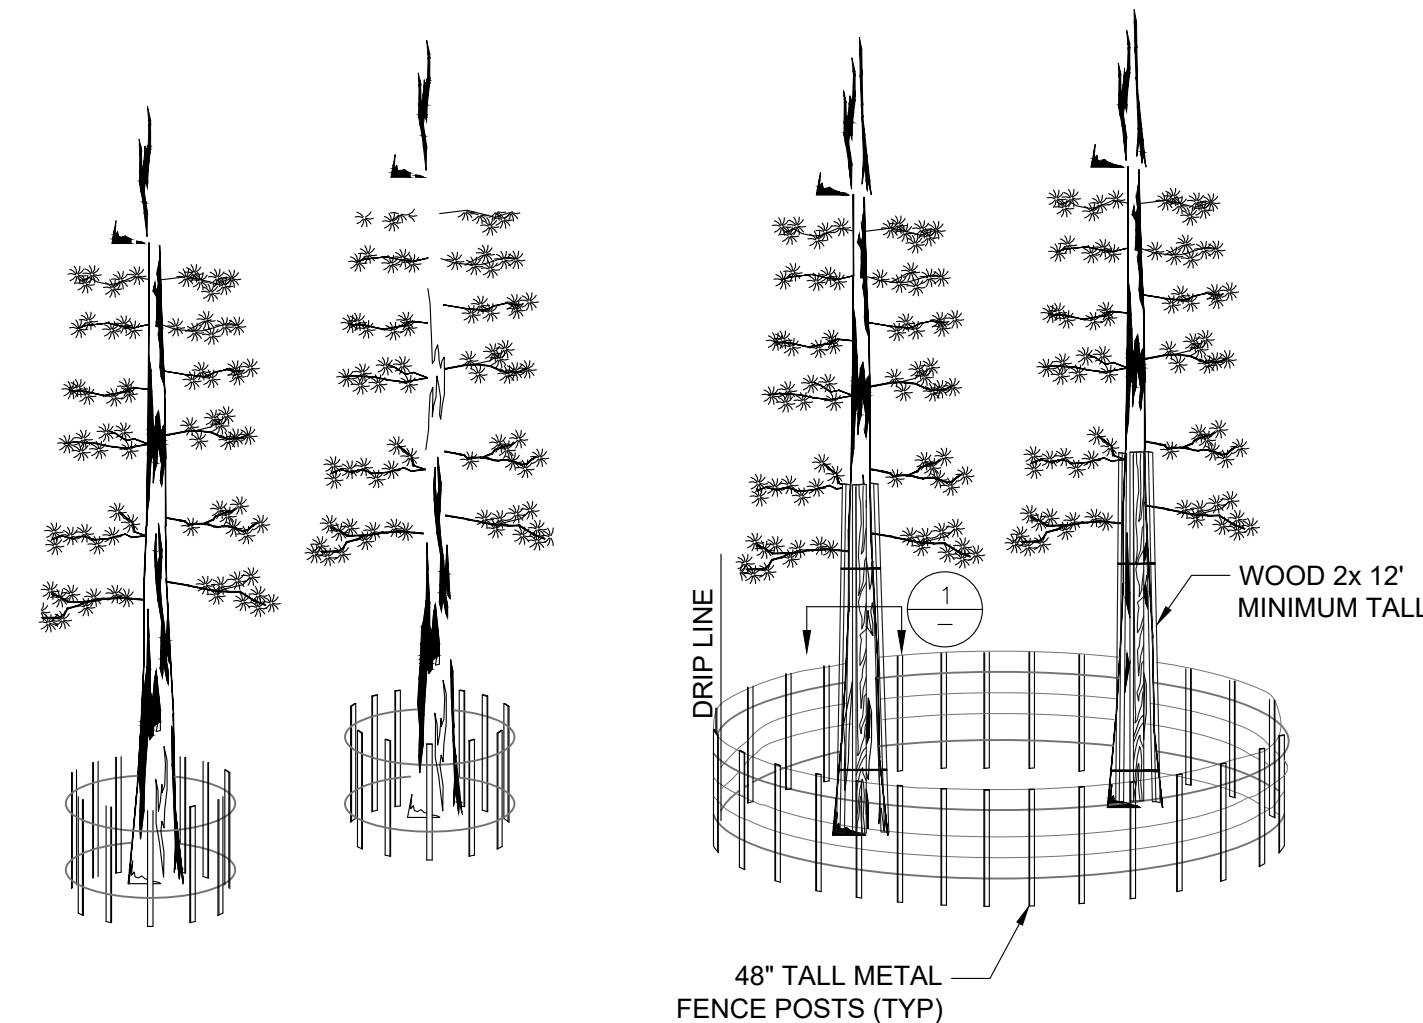 DRIP LINE
1
—
WOOD 2x 12'
MINIMUM TALL
48" TALL METAL
FENCE POSTS (TYP)